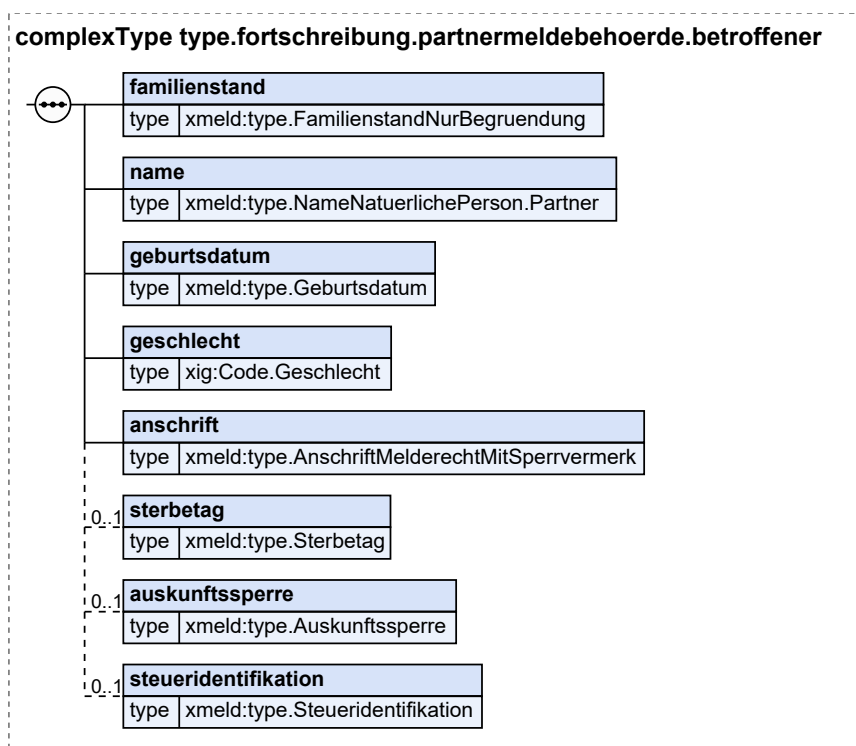 complexType type.fortschreibung.partnermeldebehoerde.betroffener
familienstand
type xmeld:type.FamilienstandNurBegruendung
name
type xmeld:type.NameNatuerlichePerson.Partner
geburtsdatum
type xmeld:type.Geburtsdatum
geschlecht
type xig:Code.Geschlecht
anschrift
type xmeld:type.AnschriftMelderechtMitSperrvermerk
0..1 sterbetag
type xmeld:type.Sterbetag
0..1 auskunftssperre
type xmeld:type.Auskunftssperre
0..1 steueridentifikation
type xmeld:type.Steueridentifikation